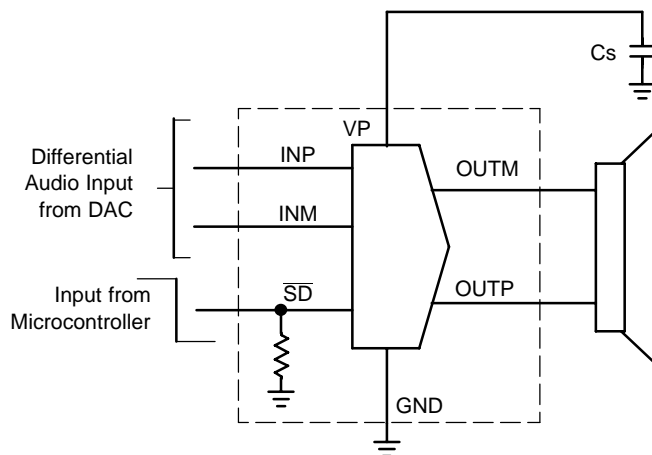 Cs
VP
Differential
Audio Input
from DAC
INP
OUTM
INM
Input from
Microcontroller
SD
OUTP
GND